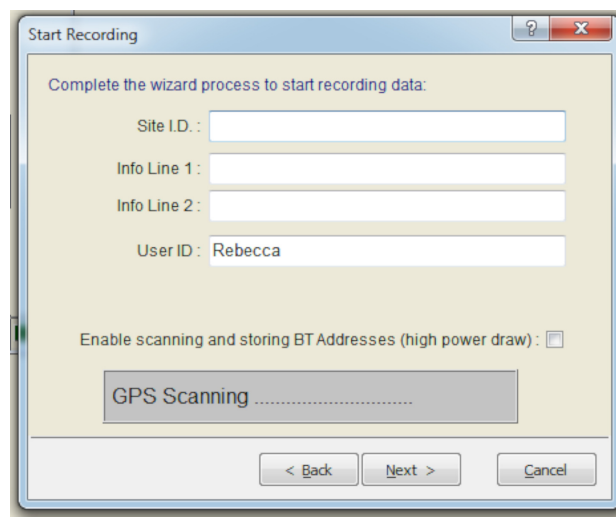 Start Recording
Complete the wizard process to start recording data:
Site I.D. :
Info Line 1 :
Info Line 2 :
User ID : Rebecca
Enable scanning and storing BT Addresses (high power draw) :
GPS Scanning .............................
< Back Next > Cancel